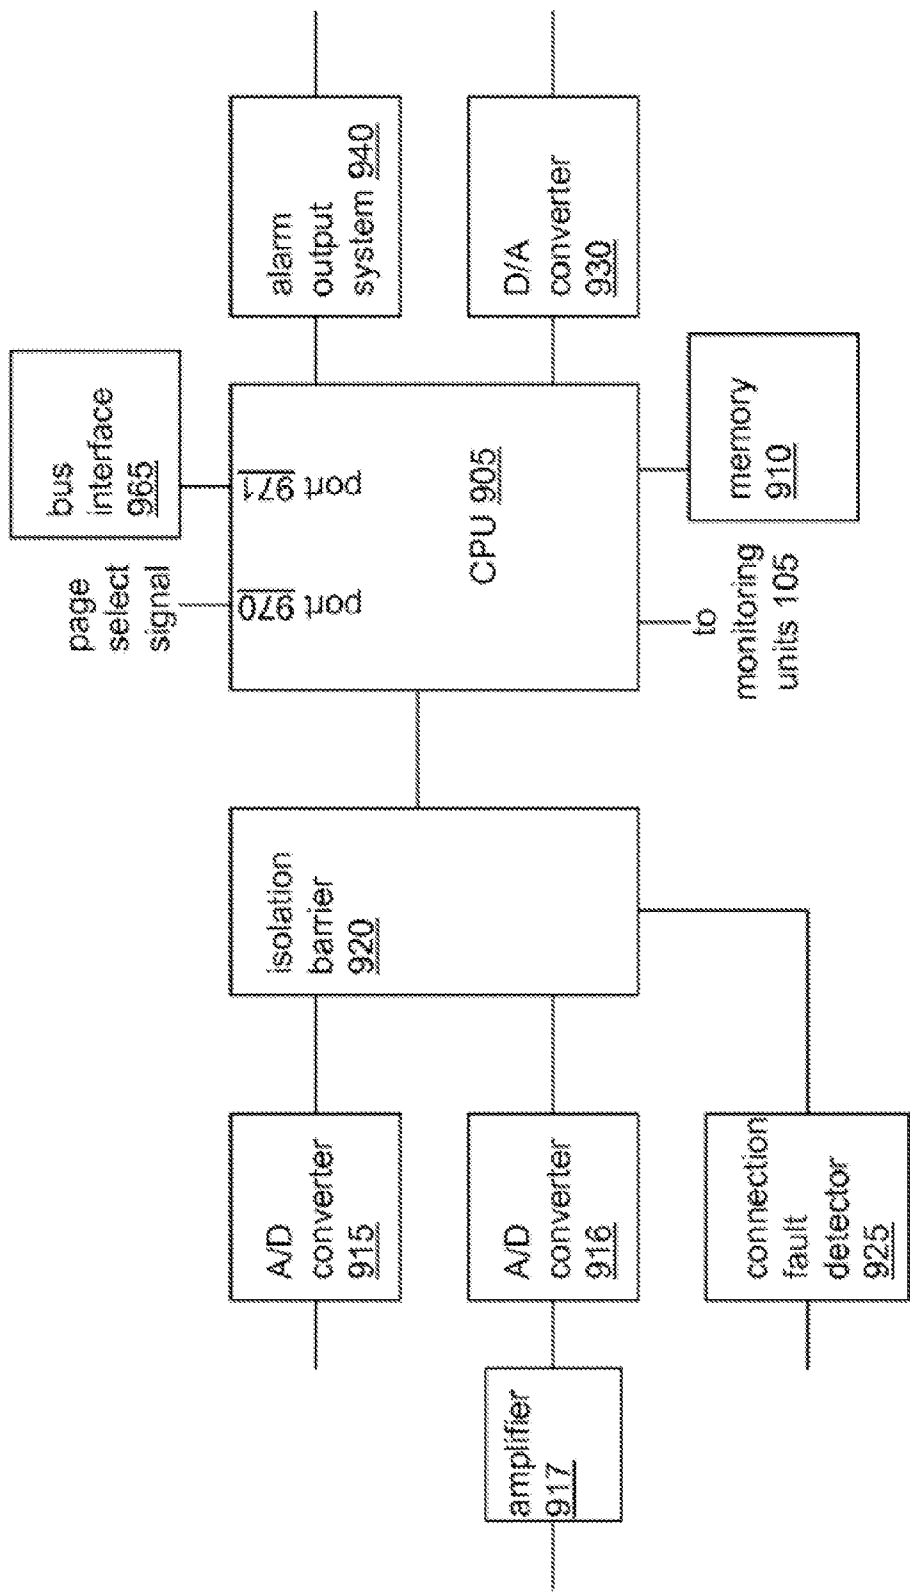 page
select
signal
bus
interface
965
port 970
port 971
alarm
output
system 940
A/D
converter
915
isolation
barrier
920
CPU 905
D/A
converter
930
amplifier
917
A/D
converter
916
connection
fault
detector
925
to
monitoring
units 105
memory
910